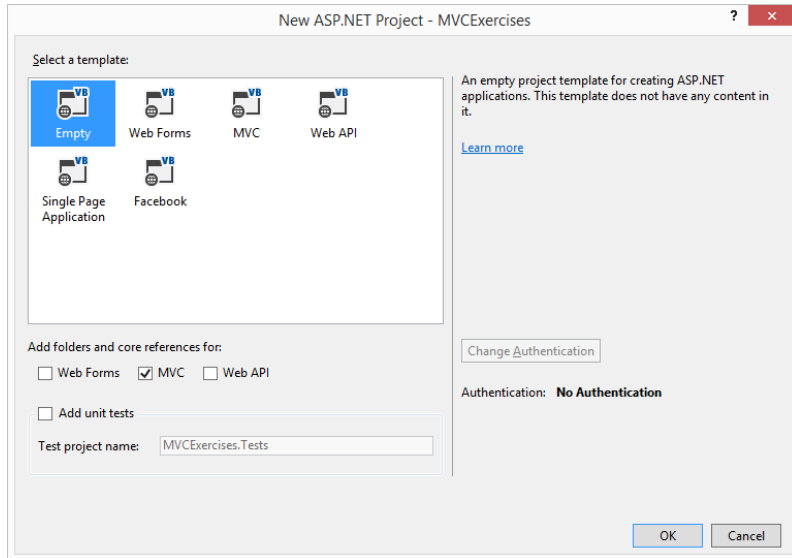 New ASP.NET Project - MVCExercises
?
Select a template:
VB VB VB VB
Empty Web Forms MVC Web API
VB VB
Single Page Facebook
Application
An empty project template for creating ASP.NET
applications. This template does not have any content in
it.
Learn more
Add folders and core references for:
Web Forms MVC Web API
Add unit tests
Test project name: MVCExercises.Tests
Change Authentication
Authentication: No Authentication
OK Cancel